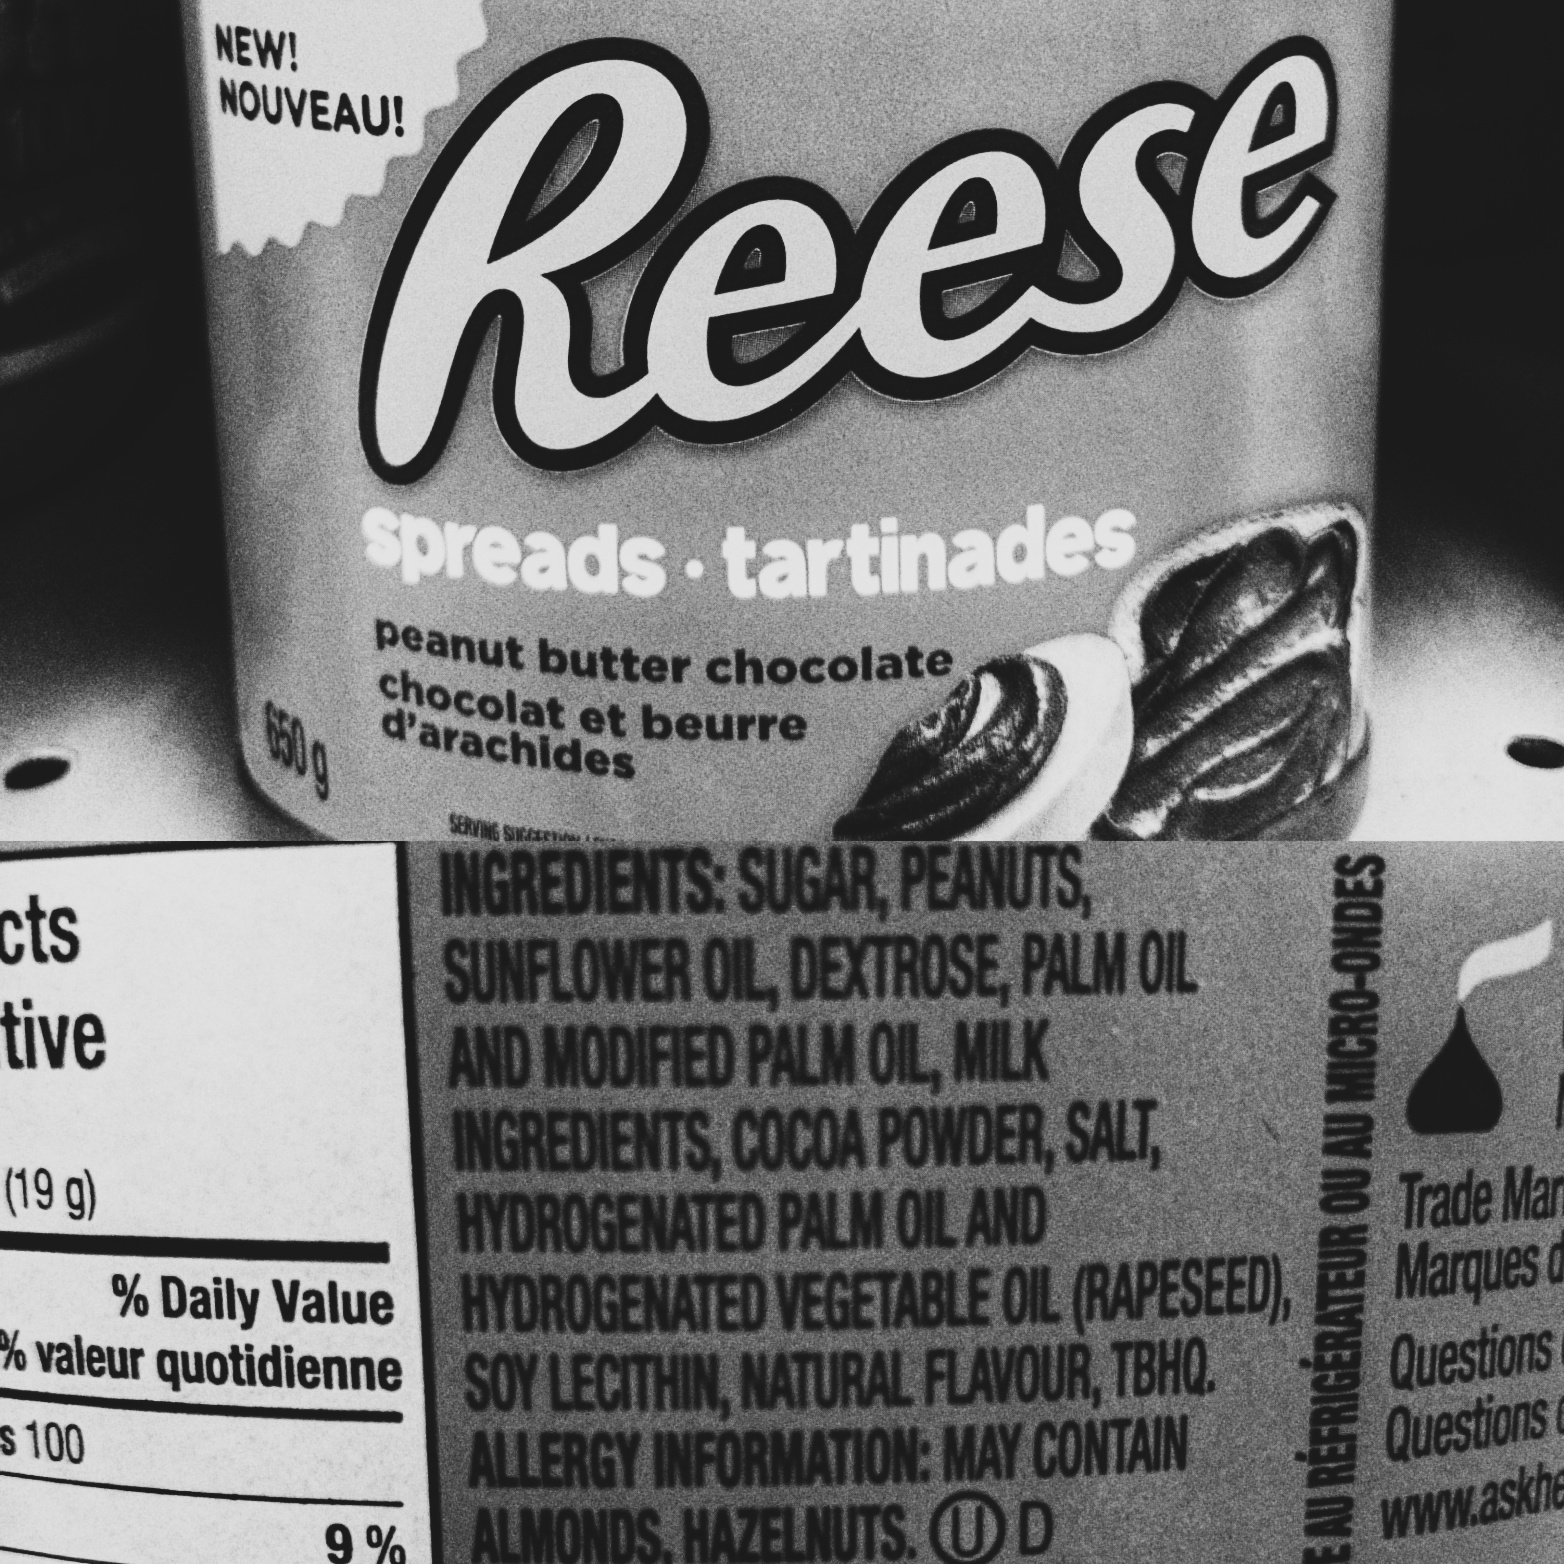 NEW!
NOUVEAU!
Reese
spreads · tartinades
peanut butter chocolate
chocolat et beurre
d'arachides
650 g
SERVING SUGGESTION
cts
tive
(19 g)
% Daily Value
% valeur quotidienne
s 100
9 %
INGREDIENTS: SUGAR, PEANUTS,
SUNFLOWER OIL, DEXTROSE, PALM OIL
AND MODIFIED PALM OIL, MILK
INGREDIENTS, COCOA POWDER, SALT,
HYDROGENATED PALM OIL AND
HYDROGENATED VEGETABLE OIL (RAPESEED),
SOY LECITHIN, NATURAL FLAVOUR, TBHQ.
ALLERGY INFORMATION: MAY CONTAIN
ALMONDS, HAZELNUTS. U D
E AU RÉFRIGÉRATEUR OU AU MICRO-ONDES
Trade Mar
Marques d
Questions
Questions
www.askhe